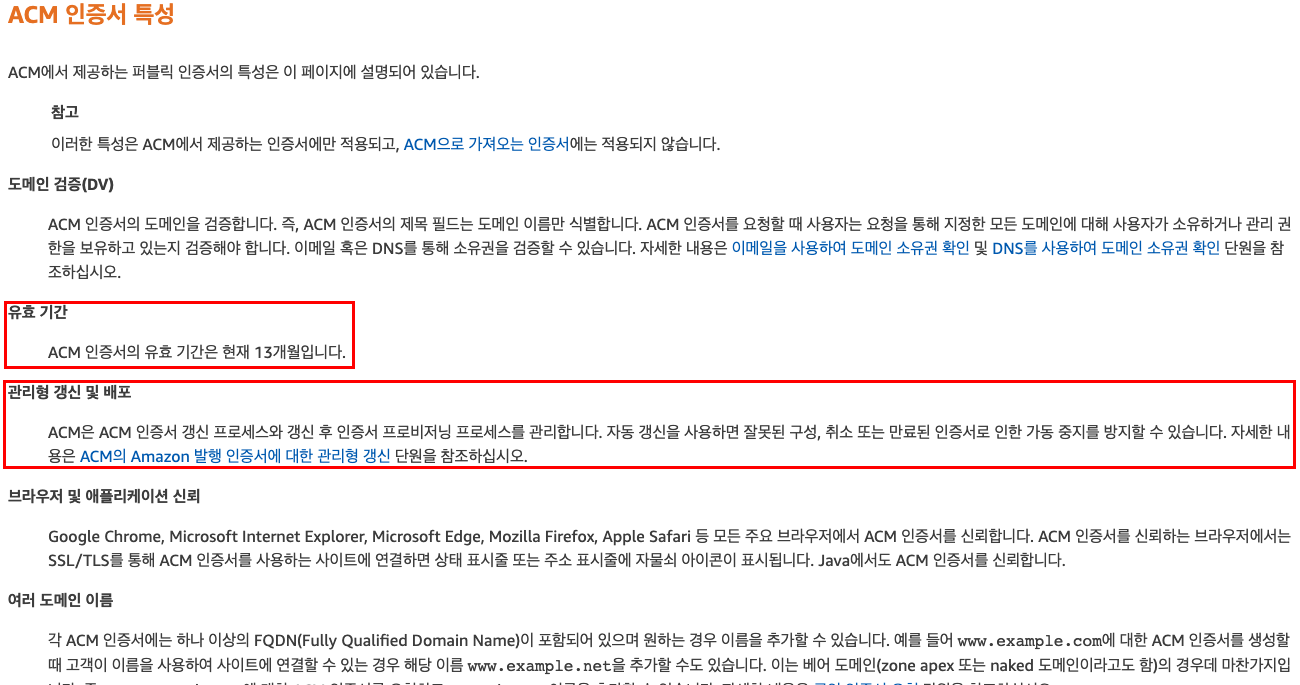 ACM 인증서 특성
ACM에서 제공하는 퍼블릭 인증서의 특성은 이 페이지에 설명되어 있습니다.
참고
이러한 특성은 ACM에서 제공하는 인증서에만 적용되고, ACM으로 가져오는 인증서에는 적용되지 않습니다.
도메인 검증(DV)
ACM 인증서의 도메인을 검증합니다. 즉, ACM 인증서의 제목 필드는 도메인 이름만 식별합니다. ACM 인증서를 요청할 때 사용자는 요청을 통해 지정한 모든 도메인에 대해 사용자가 소유하거나 관리 권
한을 보유하고 있는지 검증해야 합니다. 이메일 혹은 DNS를 통해 소유권을 검증할 수 있습니다. 자세한 내용은 이메일을 사용하여 도메인 소유권 확인 및 DNS를 사용하여 도메인 소유권 확인 단원을 참
조하십시오.
유효 기간
ACM 인증서의 유효 기간은 현재 13개월입니다.
관리형 갱신 및 배포
ACM은 ACM 인증서 갱신 프로세스와 갱신 후 인증서 프로비저닝 프로세스를 관리합니다. 자동 갱신을 사용하면 잘못된 구성, 취소 또는 만료된 인증서로 인한 가동 중지를 방지할 수 있습니다. 자세한 내
용은 ACM의 Amazon 발행 인증서에 대한 관리형 갱신 단원을 참조하십시오.
브라우저 및 애플리케이션 신뢰
Google Chrome, Microsoft Internet Explorer, Microsoft Edge, Mozilla Firefox, Apple Safari 등 모든 주요 브라우저에서 ACM 인증서를 신뢰합니다. ACM 인증서를 신뢰하는 브라우저에서는
SSL/TLS를 통해 ACM 인증서를 사용하는 사이트에 연결하면 상태 표시줄 또는 주소 표시줄에 자물쇠 아이콘이 표시됩니다. Java에서도 ACM 인증서를 신뢰합니다.
여러 도메인 이름
각 ACM 인증서에는 하나 이상의 FQDN(Fully Qualified Domain Name)이 포함되어 있으며 원하는 경우 이름을 추가할 수 있습니다. 예를 들어 www.example.com에 대한 ACM 인증서를 생성할
때 고객이 이름을 사용하여 사이트에 연결할 수 있는 경우 해당 이름 www.example.net을 추가할 수도 있습니다. 이는 베어 도메인(zone apex 또는 naked 도메인이라고도 함)의 경우데 마찬가지입